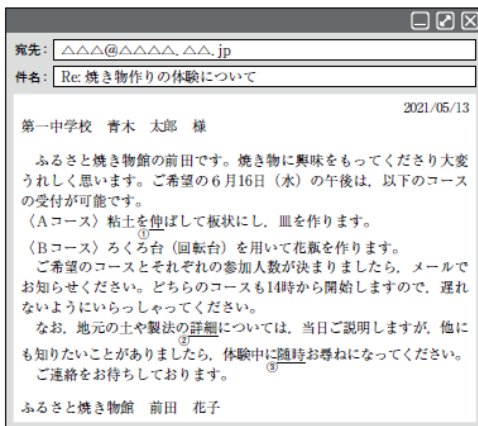 宛先: △△△@△△△△.△△.jp
件名: Re:焼き物作りの体験について
2021/05/13
第一中学校 青木 太郎 様
ふるさと焼き物館の前田です。焼き物に興味をもってくださり大変
うれしく思います。ご希望の6月16日(水)の午後は,以下のコース
の受付が可能です。
〈Aコース〉粘土を伸ばして板状にし,皿を作ります。
①
〈Bコース〉ろくろ台(回転台)を用いて花瓶を作ります。
ご希望のコースとそれぞれの参加人数が決まりましたら,メールで
お知らせください。どちらのコースも14時から開始しますので,遅れ
ないようにいらっしゃってください。
なお,地元の土や製法の詳細については,当日ご説明しますが,他に
②
も知りたいことがありましたら,体験中に随時お尋ねになってください。
③
ご連絡をお待ちしております。
ふるさと焼き物館 前田 花子